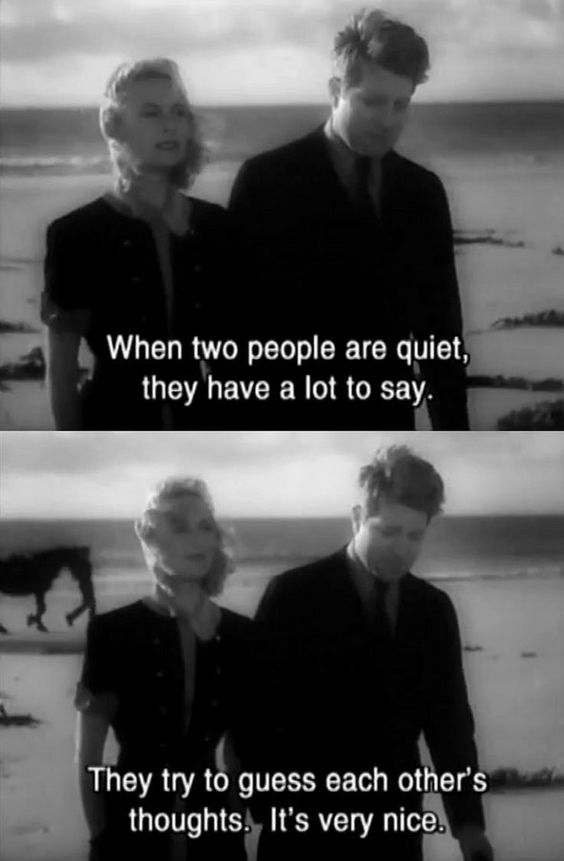 When two people are quiet,
they have a lot to say.
They try to guess each other's
thoughts. It's very nice.